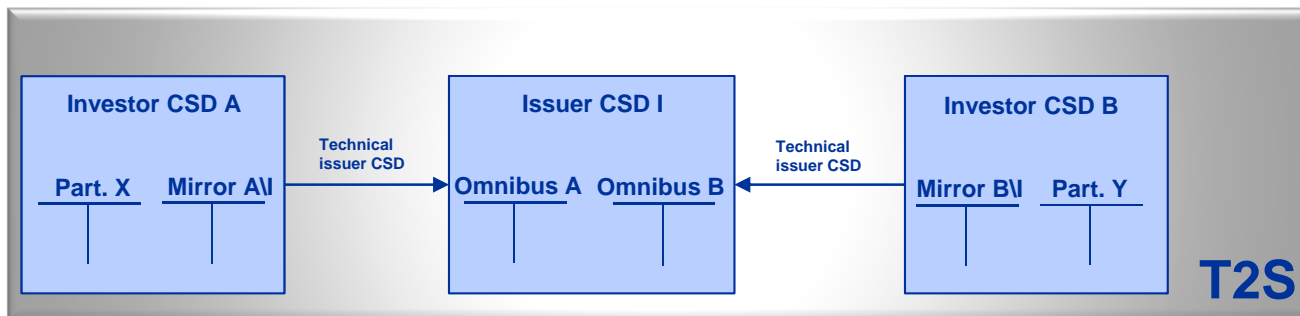 Investor CSD A
Technical
issuer CSD
Part. X
Mirror A\I
Issuer CSD I
Omnibus A
Omnibus B
Technical
issuer CSD
Investor CSD B
Mirror B\I
Part. Y
T2S